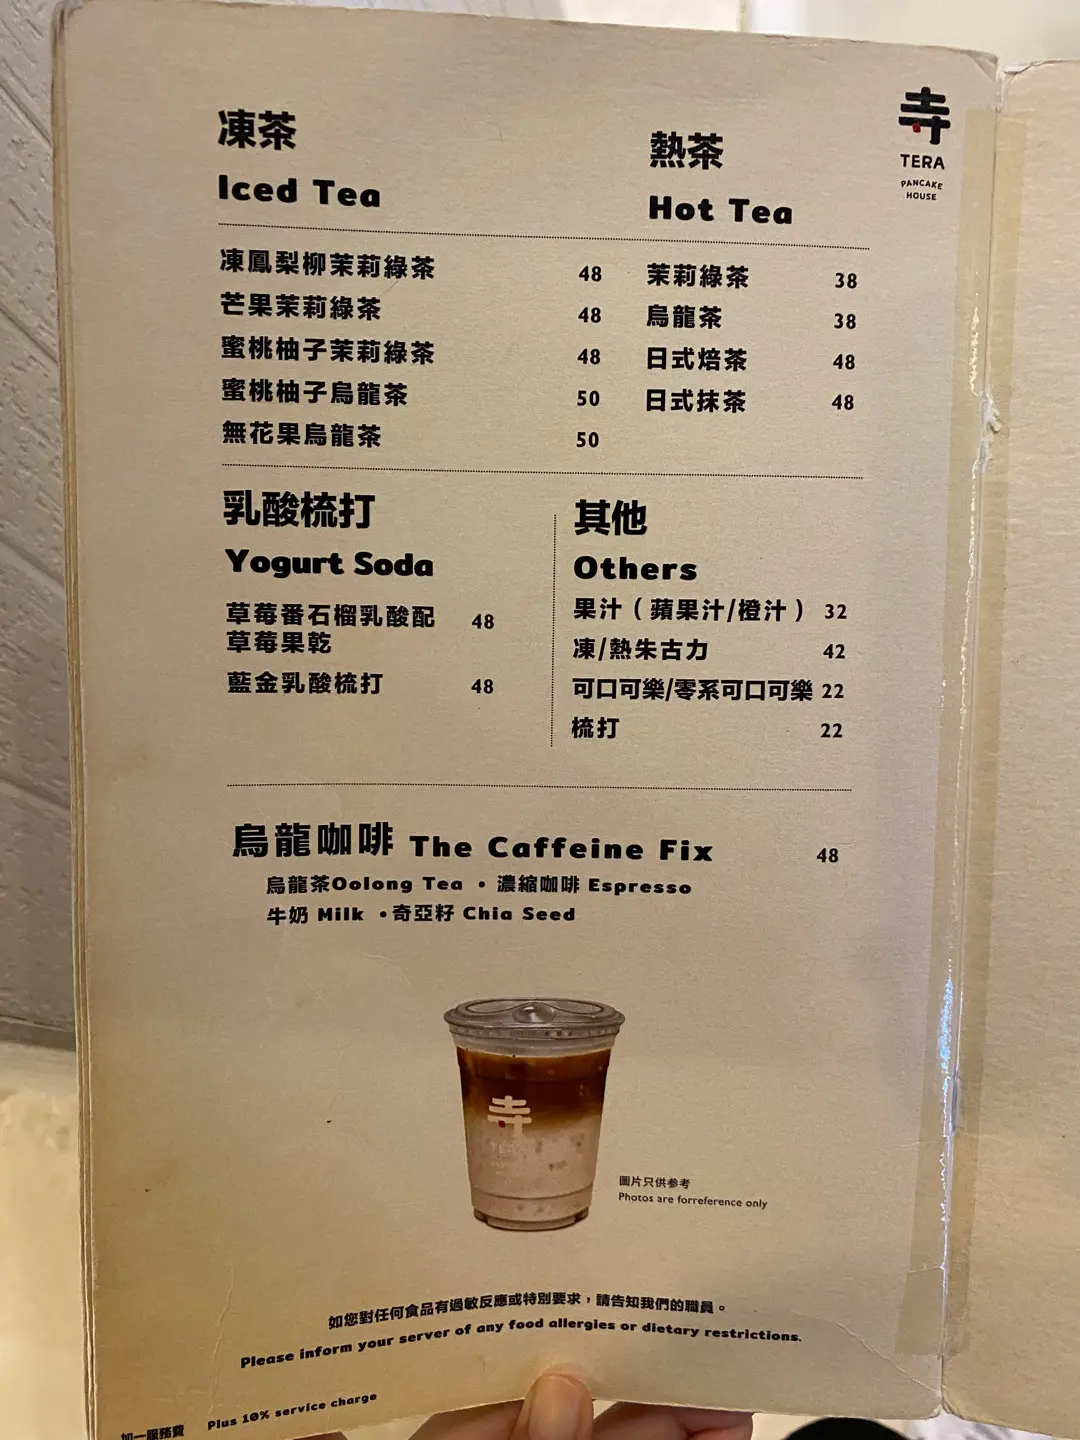 寺
TERA
PANCAKE
HOUSE
凍茶
Iced Tea
凍鳳梨柳茉莉綠茶 48
芒果茉莉綠茶 48
蜜桃柚子茉莉綠茶 48
蜜桃柚子烏龍茶 50
無花果烏龍茶 50
熱茶
Hot Tea
茉莉綠茶 38
烏龍茶 38
日式焙茶 48
日式抹茶 48
乳酸梳打
Yogurt Soda
草莓番石榴乳酸配 48
草莓果乾
藍金乳酸梳打 48
其他
Others
果汁（蘋果汁/橙汁） 32
凍/熱朱古力 42
可口可樂/零系可口可樂 22
梳打 22
烏龍咖啡 The Caffeine Fix 48
烏龍茶Oolong Tea • 濃縮咖啡 Espresso
牛奶 Milk •奇亞籽 Chia Seed
寺
圖片只供參考
Photos are forreference only
如您對任何食品有過敏反應或特別要求，請告知我們的職員。
Please inform your server of any food allergies or dietary restrictions.
加一服務費 Plus 10% service charge